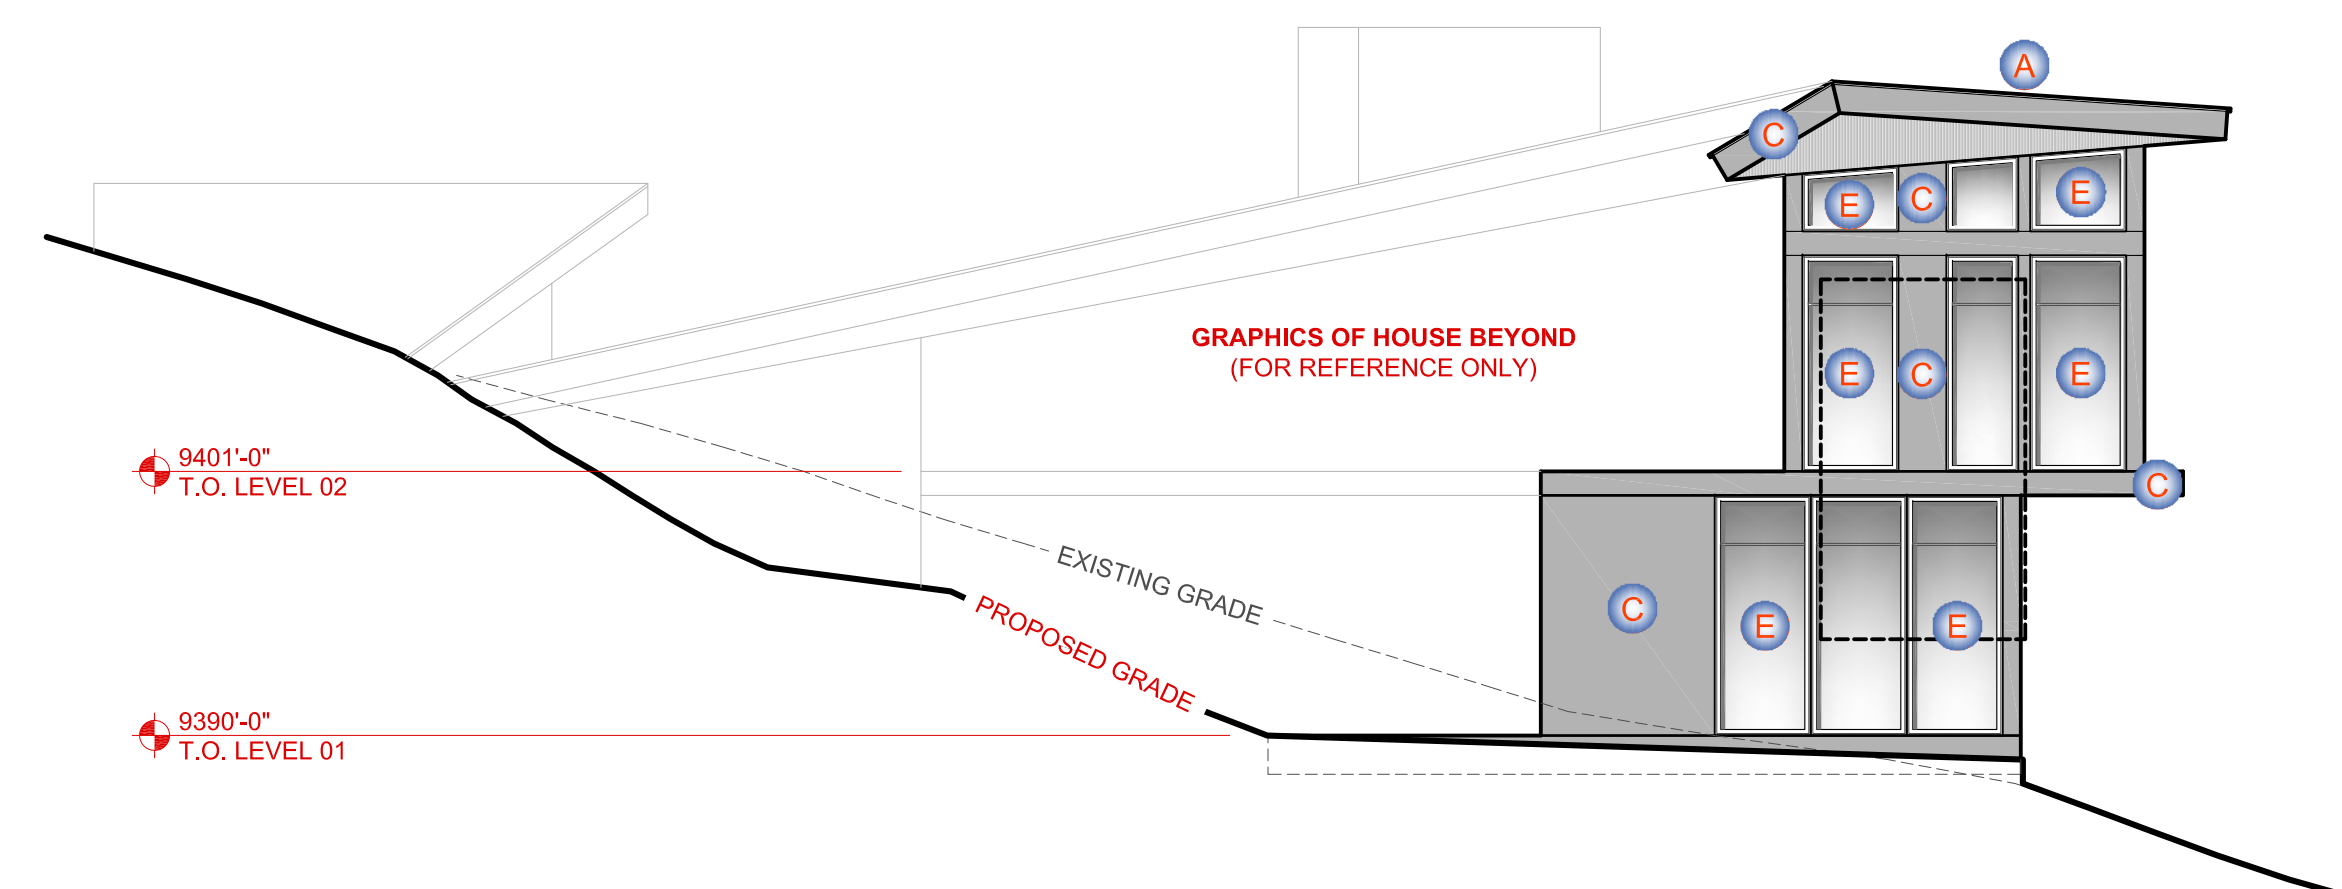 A
C
E
C
E
GRAPHICS OF HOUSE BEYOND
(FOR REFERENCE ONLY)
E
C
E
9401'-0"
T.O. LEVEL 02
C
EXISTING GRADE
PROPOSED GRADE
C
E
E
9390'-0"
T.O. LEVEL 01